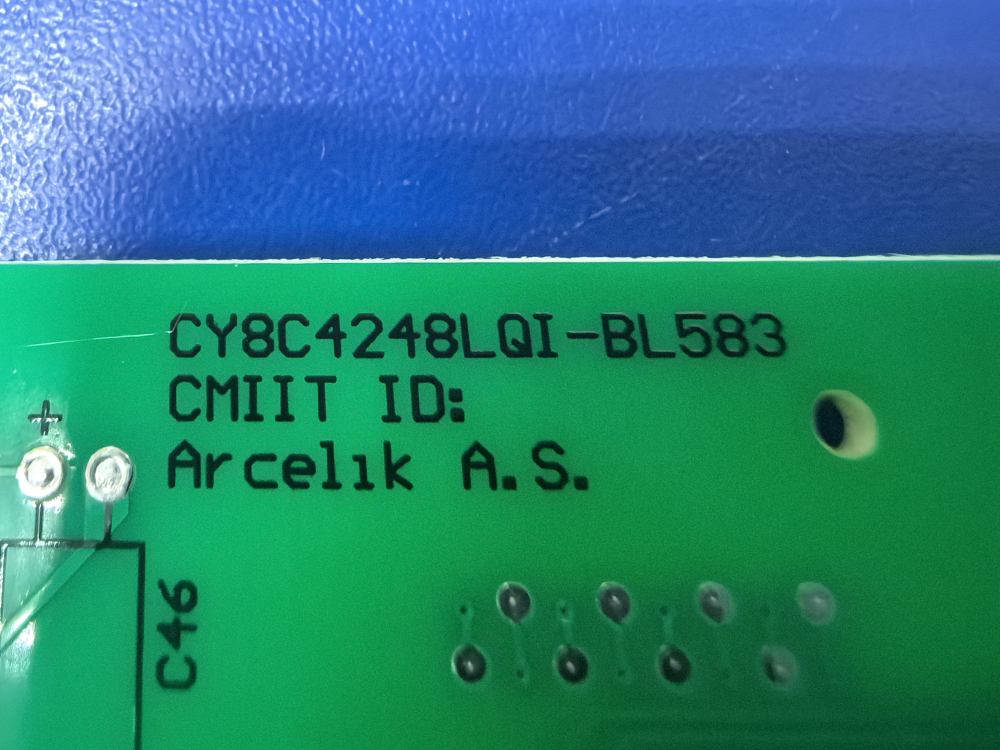 CY8C4248LQI-BL583
CMIIT ID:
Arcelık A.S.
+
C46